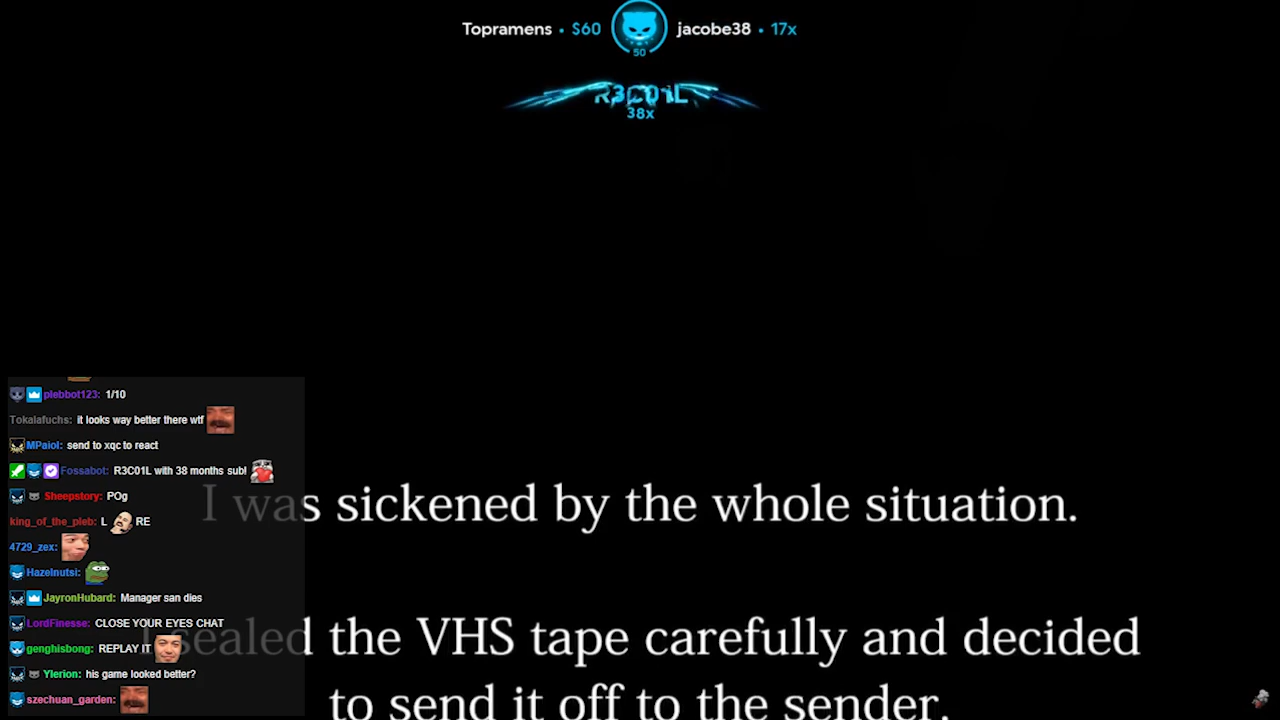 Topramens • $60
50
jacobe38 • 17x
R3C01L
38x
plebbot123: 1/10
Tokalafuchs: it looks way better there wtf
MPaiol: send to xqc to react
Fossabot: R3C01L with 38 months sub!
Sheepstory: POg
king_of_the_pleb: L RE
4729_zex:
Hazelnutsi:
JayronHubard: Manager san dies
LordFinesse: CLOSE YOUR EYES CHAT
genghisbong: REPLAY IT
Ylerion: his game looked better?
szechuan_garden:
I was sickened by the whole situation.
I sealed the VHS tape carefully and decided
to send it off to the sender.